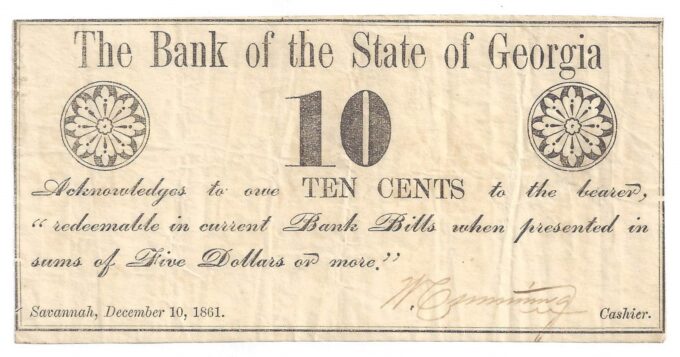 The Bank of the State of Georgia
10
Acknowledges to owe TEN CENTS to the bearer,
“ redeemable in current Bank Bills when presented in
sums of Five Dollars or more.”
W. Cumming
Savannah, December 10, 1861. Cashier.